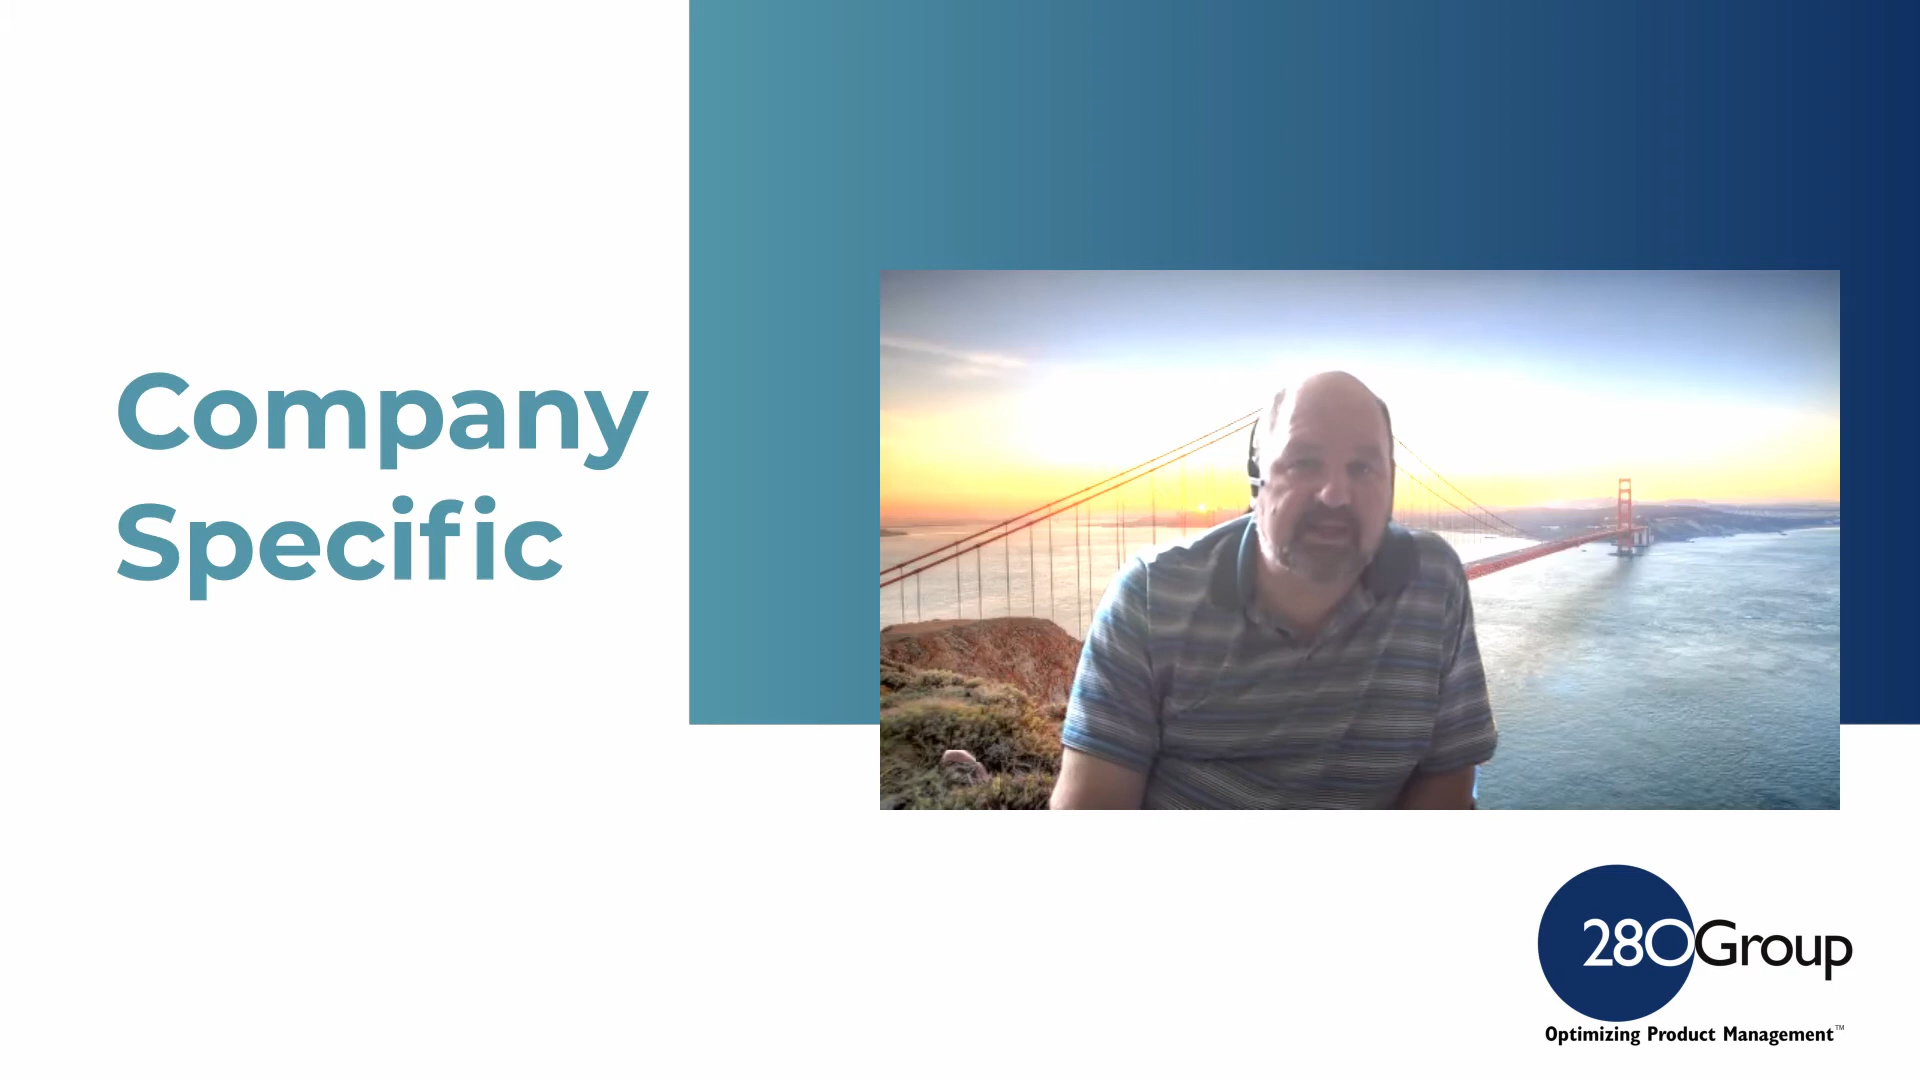 Company
Specific
280Group
Optimizing Product Management™